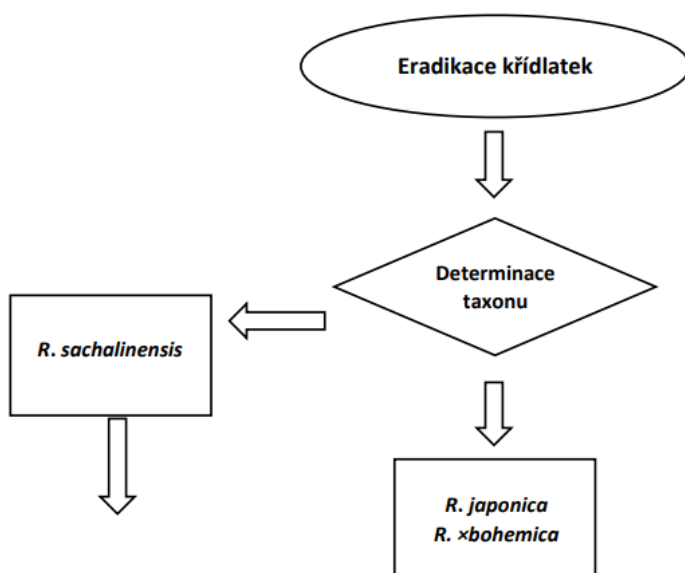 Eradikace křídlatek
Determinace
taxonu
R. sachalinensis
R. japonica
R. ×bohemica